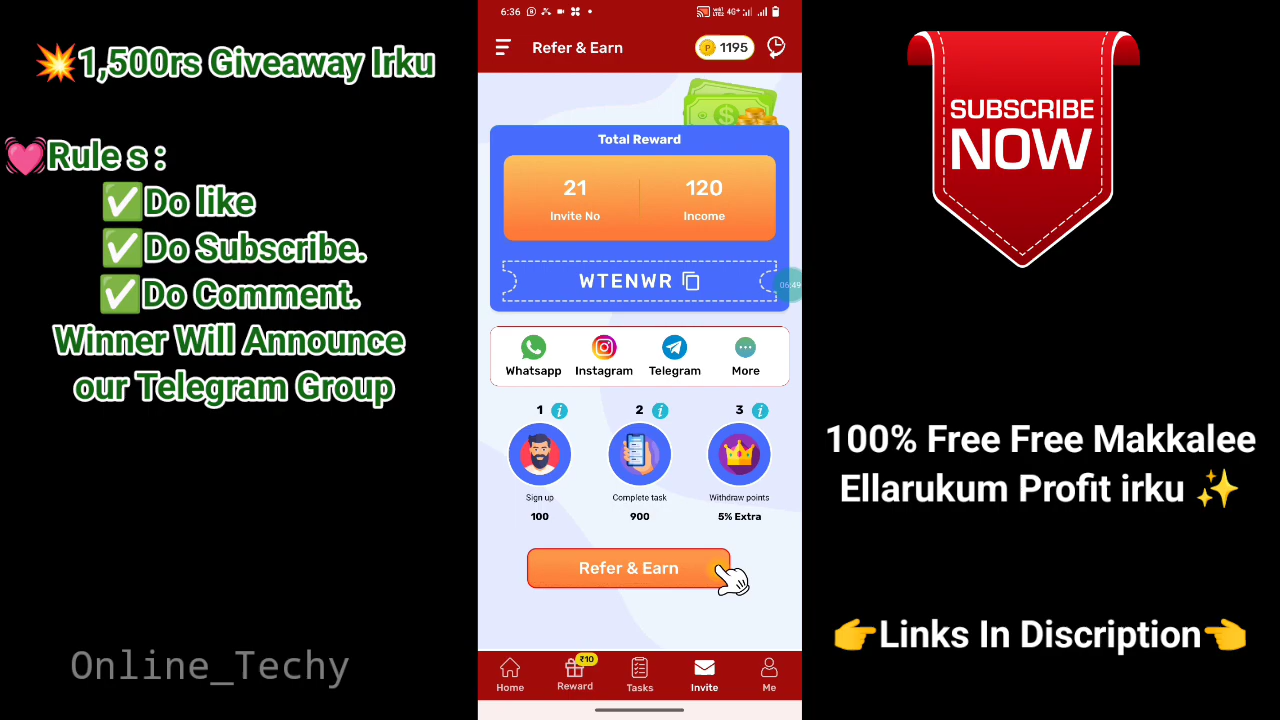 💥1,500rs Giveaway Irku
💓Rule s :
✅Do like
✅Do Subscribe.
✅Do Comment.
Winner Will Announce
our Telegram Group
Online_Techy
6:36
4G+
Refer & Earn
P
1195
Total Reward
21
120
Invite No
Income
WTENWR
06:49
Whatsapp
Instagram
Telegram
More
1
2
3
Sign up
Complete task
Withdraw points
100
900
5% Extra
Refer & Earn
Home
₹10
Reward
Tasks
Invite
Me
SUBSCRIBE
NOW
100% Free Free Makkalee
Ellarukum Profit irku ✨
👉Links In Discription👈